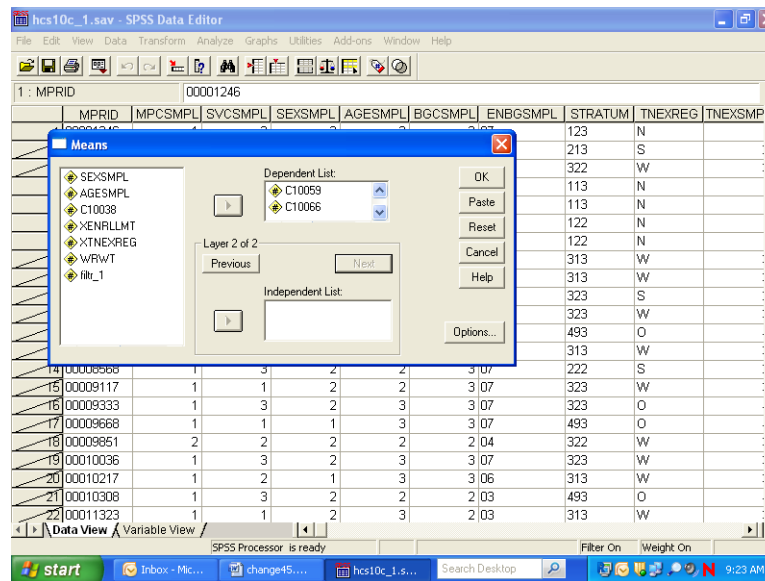 hcs10c_1.sav - SPSS Data Editor
File Edit View Data Transform Analyze Graphs Utilities Add-ons Window Help
1 : MPRID 00001246
MPRID MPCSMPL SVCSMPL SEXSMPL AGESMPL BGCSMPL ENBGSMPL STRATUM TNEXREG TNEXSMP
123 N
213 S
322 W
113 N
113 N
122 N
122 N
313 W
313 W
323 S
323 W
493 O
313 W
Means
SEXSMPL
AGESMPL
C10038
XENRLLMT
XTNEXREG
WRWT
filtr_1
Dependent List:
C10059
C10066
Layer 2 of 2
Previous Next
Independent List:
OK
Paste
Reset
Cancel
Help
Options...
14 00008568 1 3 2 2 3 07 222 S
15 00009117 1 1 2 2 3 07 323 W
16 00009333 1 3 2 3 3 07 323 O
17 00009668 1 1 1 3 3 07 493 O
18 00009851 2 2 2 2 2 04 322 W
19 00010036 1 3 2 3 3 07 323 W
20 00010217 1 2 1 3 3 06 313 W
21 00010308 1 3 2 2 2 03 493 O
22 00011323 1 1 2 3 2 03 313 W
Data View Variable View
SPSS Processor is ready Filter On Weight On
start Inbox - Mic... change45.... hcs10c_1.s... Search Desktop 9:23 AM